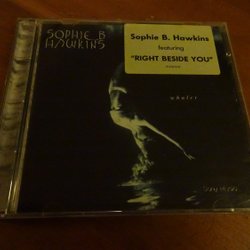 SOPHIE B
HAWKINS
Sophie B. Hawkins
featuring
"RIGHT BESIDE YOU"
whaler